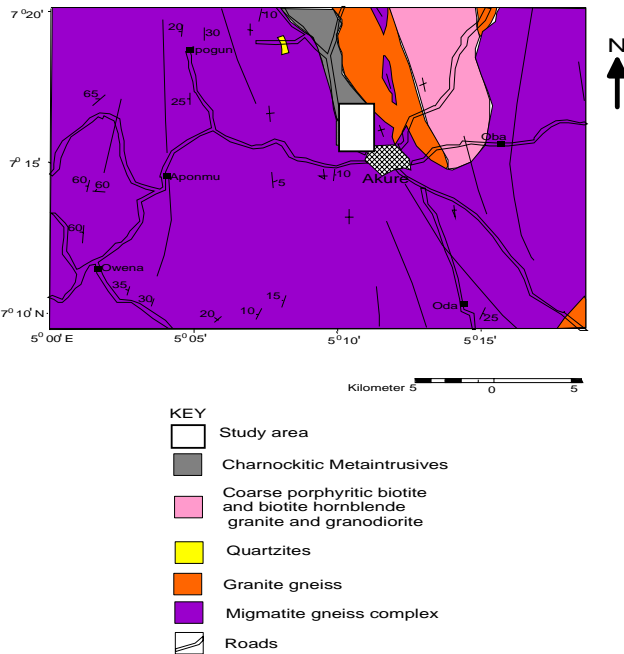 7° 20'
20
30
10
N
Ipogun
65
25
Oba
7° 15'
60
60
Aponmu
5
10
Akure
60
Owena
35
30
15
20
10
Oda
25
7° 10' N
5° 00' E
5° 05'
5° 10'
5° 15'
Kilometer 5
0
5
KEY
Study area
Charnockitic Metaintrusives
Coarse porphyritic biotite
and biotite hornblende
granite and granodiorite
Quartzites
Granite gneiss
Migmatite gneiss complex
Roads